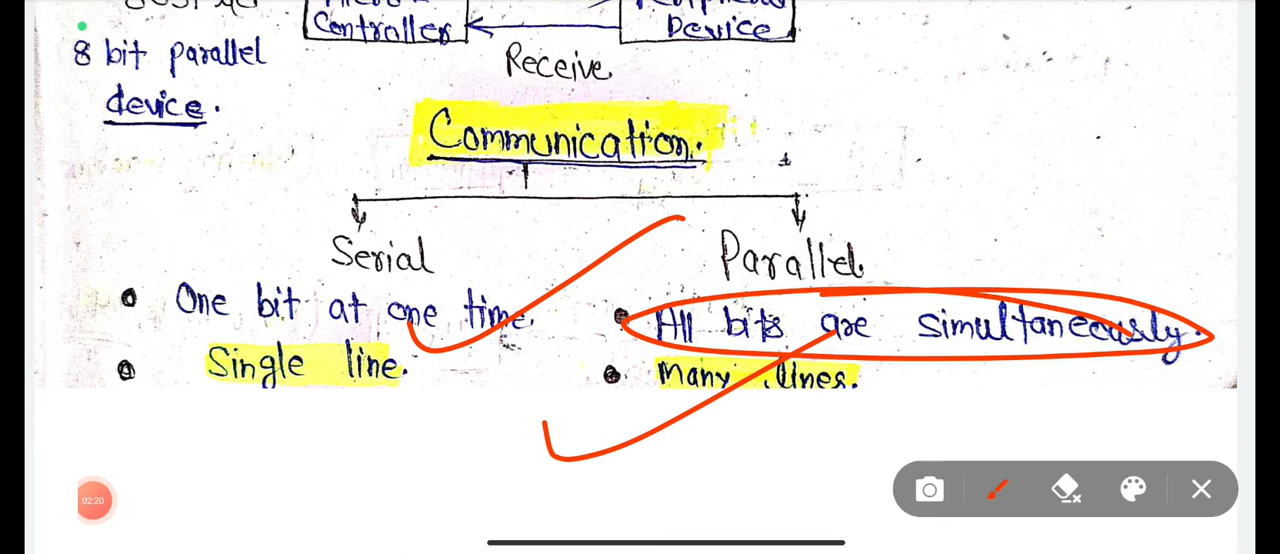 Controller
Device
8 bit parallel
device.
Receive
Communication.
Serial
Parallel
One bit at one time.
All bits are simultaneously.
Single line.
Many lines.
02:20